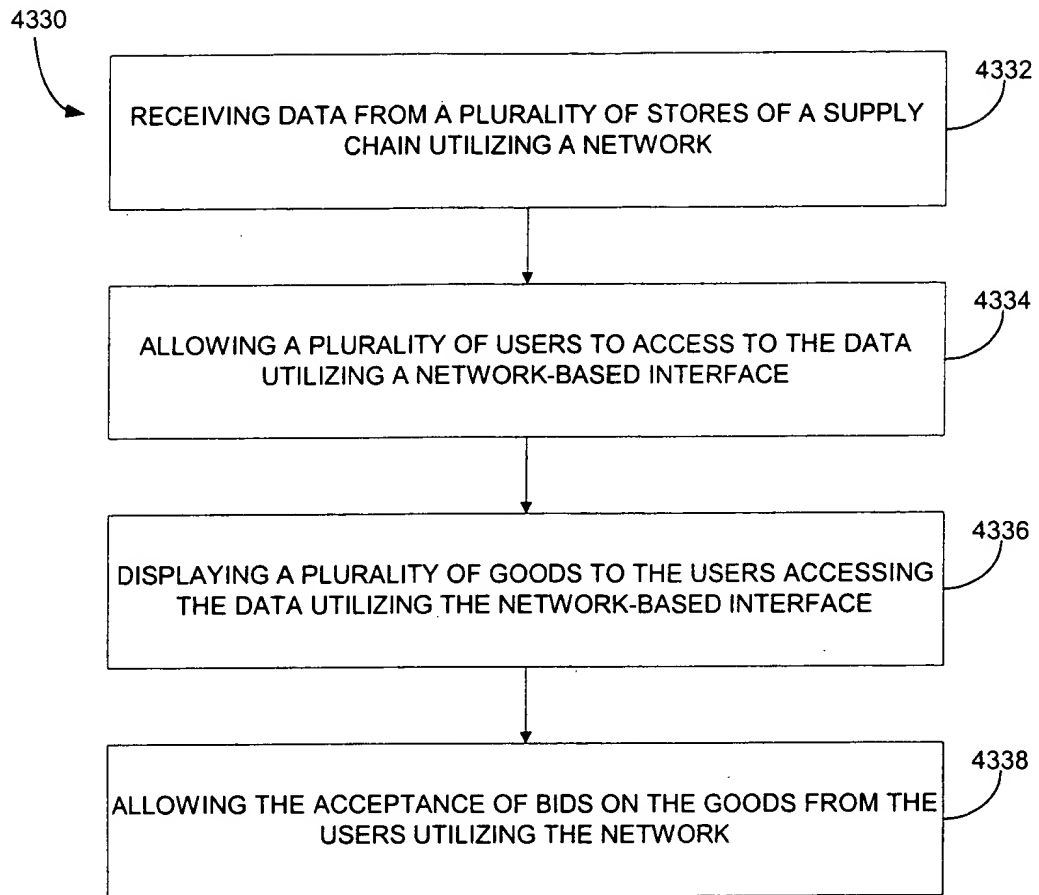 4330
4332
RECEIVING DATA FROM A PLURALITY OF STORES OF A SUPPLY
CHAIN UTILIZING A NETWORK
4334
ALLOWING A PLURALITY OF USERS TO ACCESS TO THE DATA
UTILIZING A NETWORK-BASED INTERFACE
4336
DISPLAYING A PLURALITY OF GOODS TO THE USERS ACCESSING
THE DATA UTILIZING THE NETWORK-BASED INTERFACE
4338
ALLOWING THE ACCEPTANCE OF BIDS ON THE GOODS FROM THE
USERS UTILIZING THE NETWORK